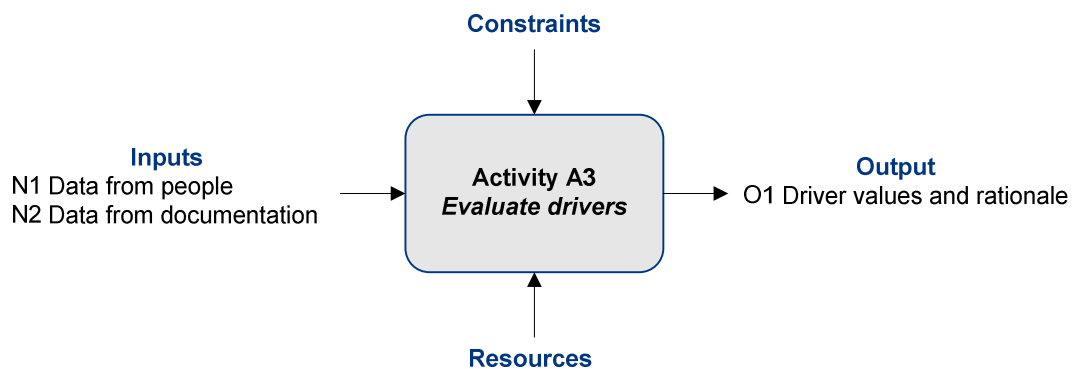 Constraints
Inputs
N1 Data from people
N2 Data from documentation
Activity A3
Evaluate drivers
Output
O1 Driver values and rationale
Resources